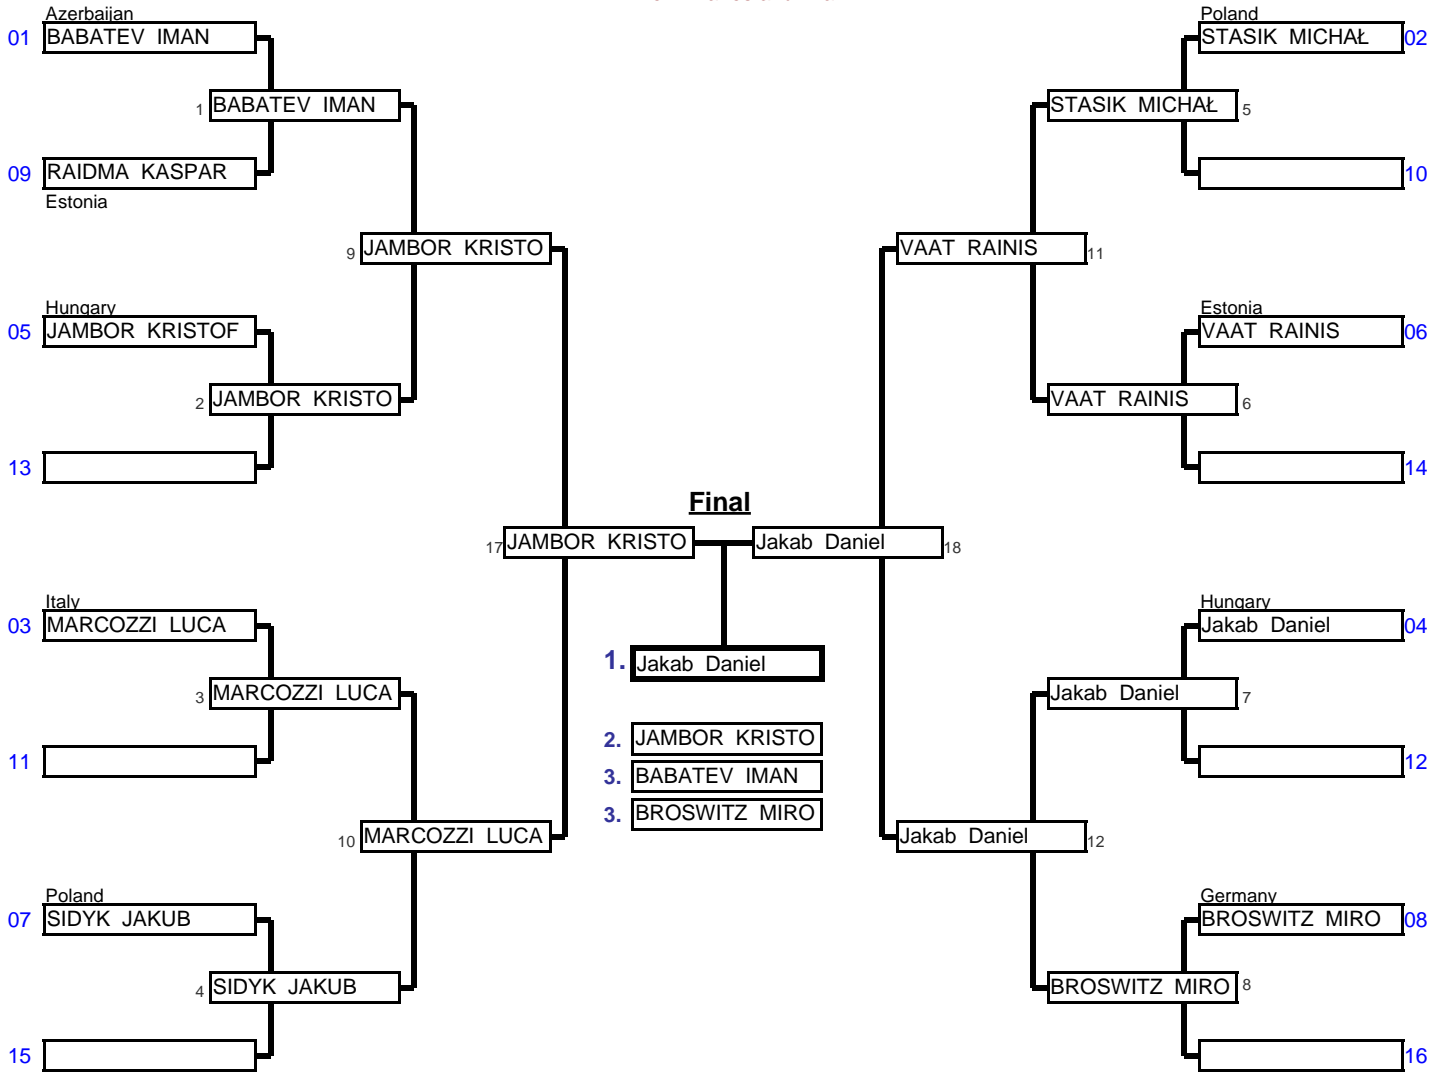 Azerbaijan
01 BABATEV IMAN
1 BABATEV IMAN
09 RAIDMA KASPAR
Estonia
9 JAMBOR KRISTO
Hungary
05 JAMBOR KRISTOF
2 JAMBOR KRISTO
13
17 JAMBOR KRISTO
Italy
03 MARCOZZI LUCA
3 MARCOZZI LUCA
11
10 MARCOZZI LUCA
Poland
07 SIDYK JAKUB
4 SIDYK JAKUB
15
Final
1. Jakab Daniel
2. JAMBOR KRISTO
3. BABATEV IMAN
3. BROSWITZ MIRO
Poland
STASIK MICHAŁ 02
STASIK MICHAŁ 5
10
VAAT RAINIS 11
Estonia
VAAT RAINIS 06
VAAT RAINIS 6
14
Jakab Daniel 18
Hungary
Jakab Daniel 04
Jakab Daniel 7
12
Jakab Daniel 12
Germany
BROSWITZ MIRO 08
BROSWITZ MIRO 8
16